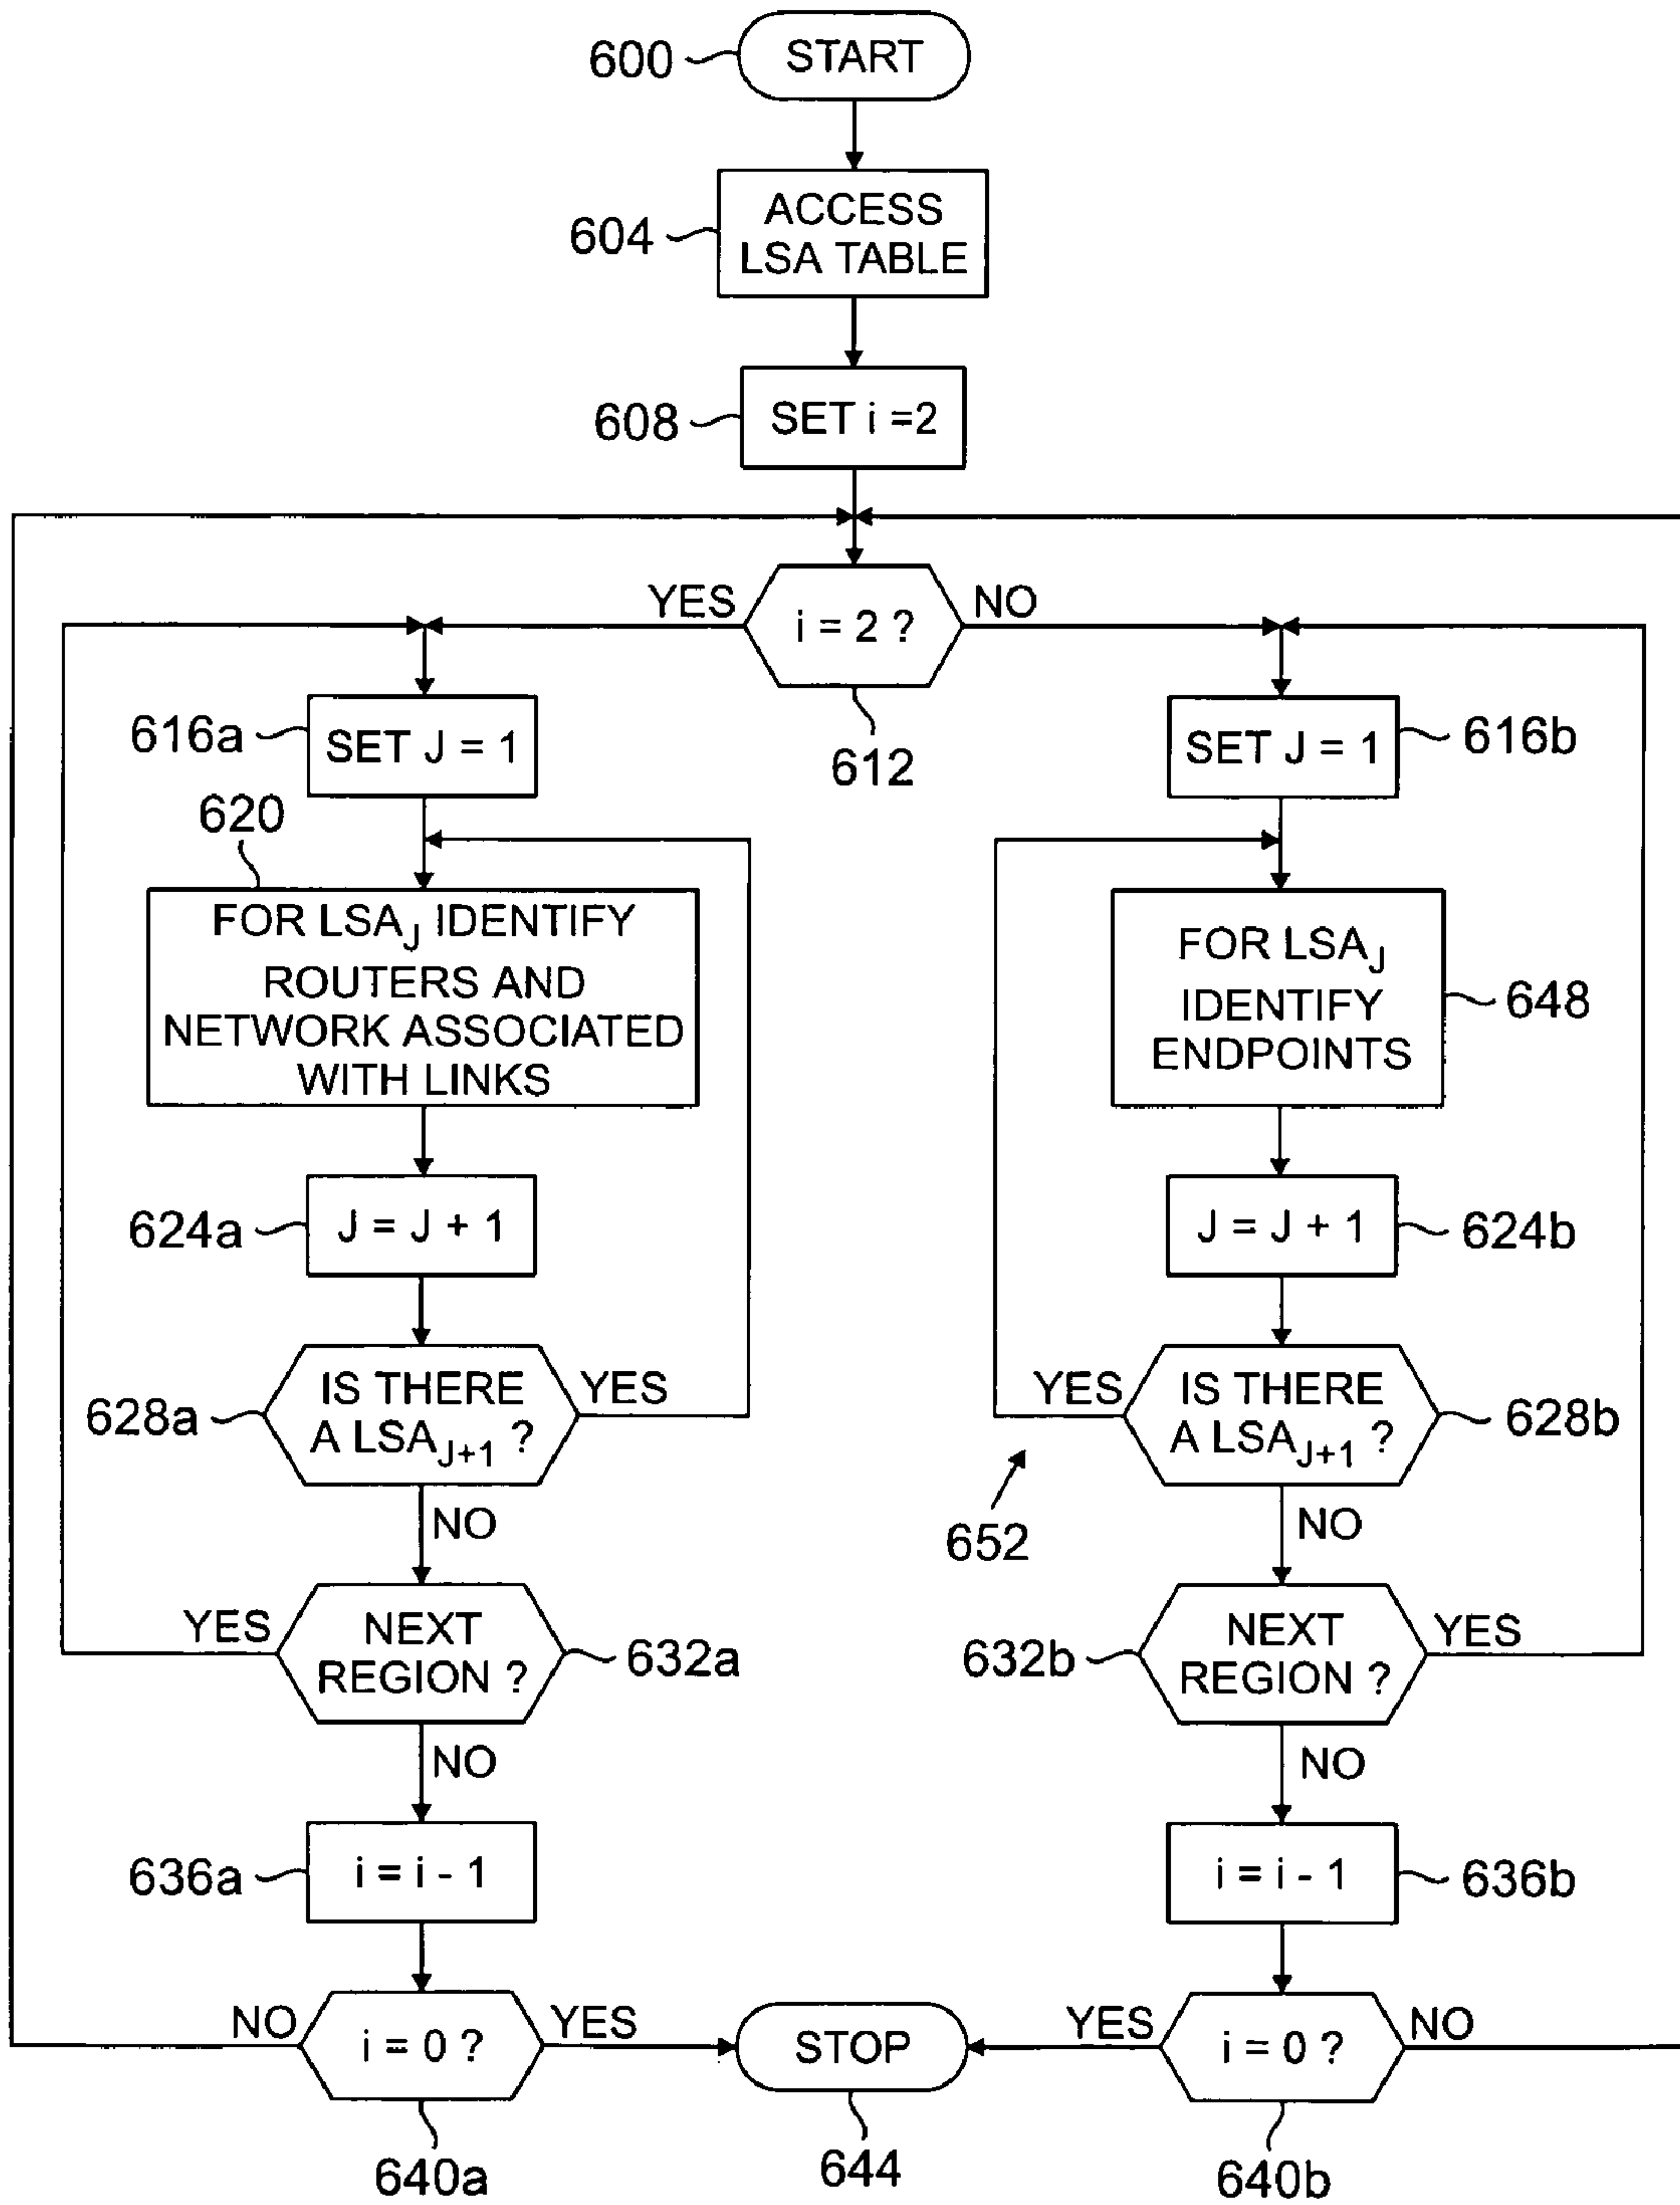 600
START
604
ACCESS
LSA TABLE
608
SET i =2
YES
i = 2 ?
NO
612
616a
SET J = 1
SET J = 1
616b
620
FOR LSAJ IDENTIFY
ROUTERS AND
NETWORK ASSOCIATED
WITH LINKS
FOR LSAJ
IDENTIFY
ENDPOINTS
648
624a
J = J + 1
J = J + 1
624b
628a
IS THERE
A LSAJ+1 ?
YES
YES
IS THERE
A LSAJ+1 ?
628b
652
NO
NO
YES
NEXT
REGION ?
632a
632b
NEXT
REGION ?
YES
NO
NO
636a
i = i - 1
i = i - 1
636b
NO
i = 0 ?
YES
STOP
YES
i = 0 ?
NO
640a
644
640b